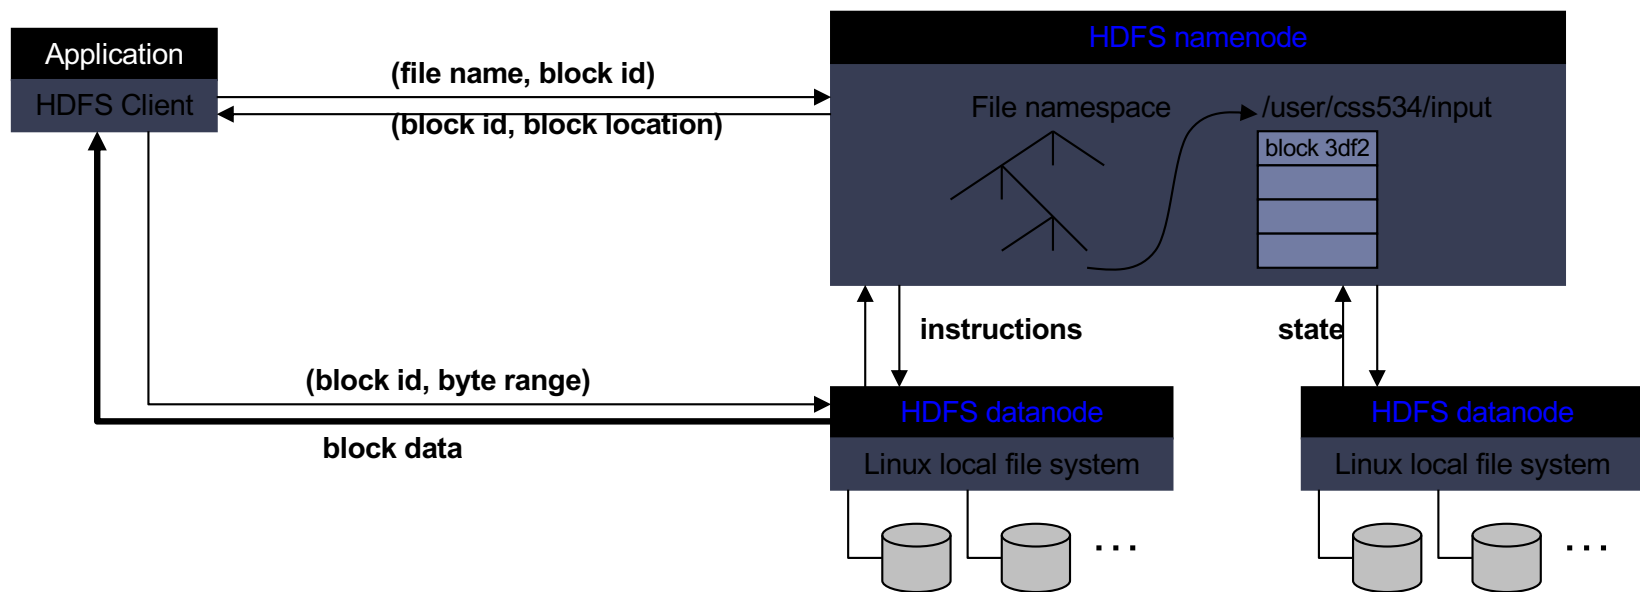 HDFS namenode
Application
(file name, block id)
HDFS Client
File namespace
/user/css534/input
(block id, block location)
block 3df2
instructions
state
(block id, byte range)
HDFS datanode
HDFS datanode
block data
Linux local file system
Linux local file system
...
...